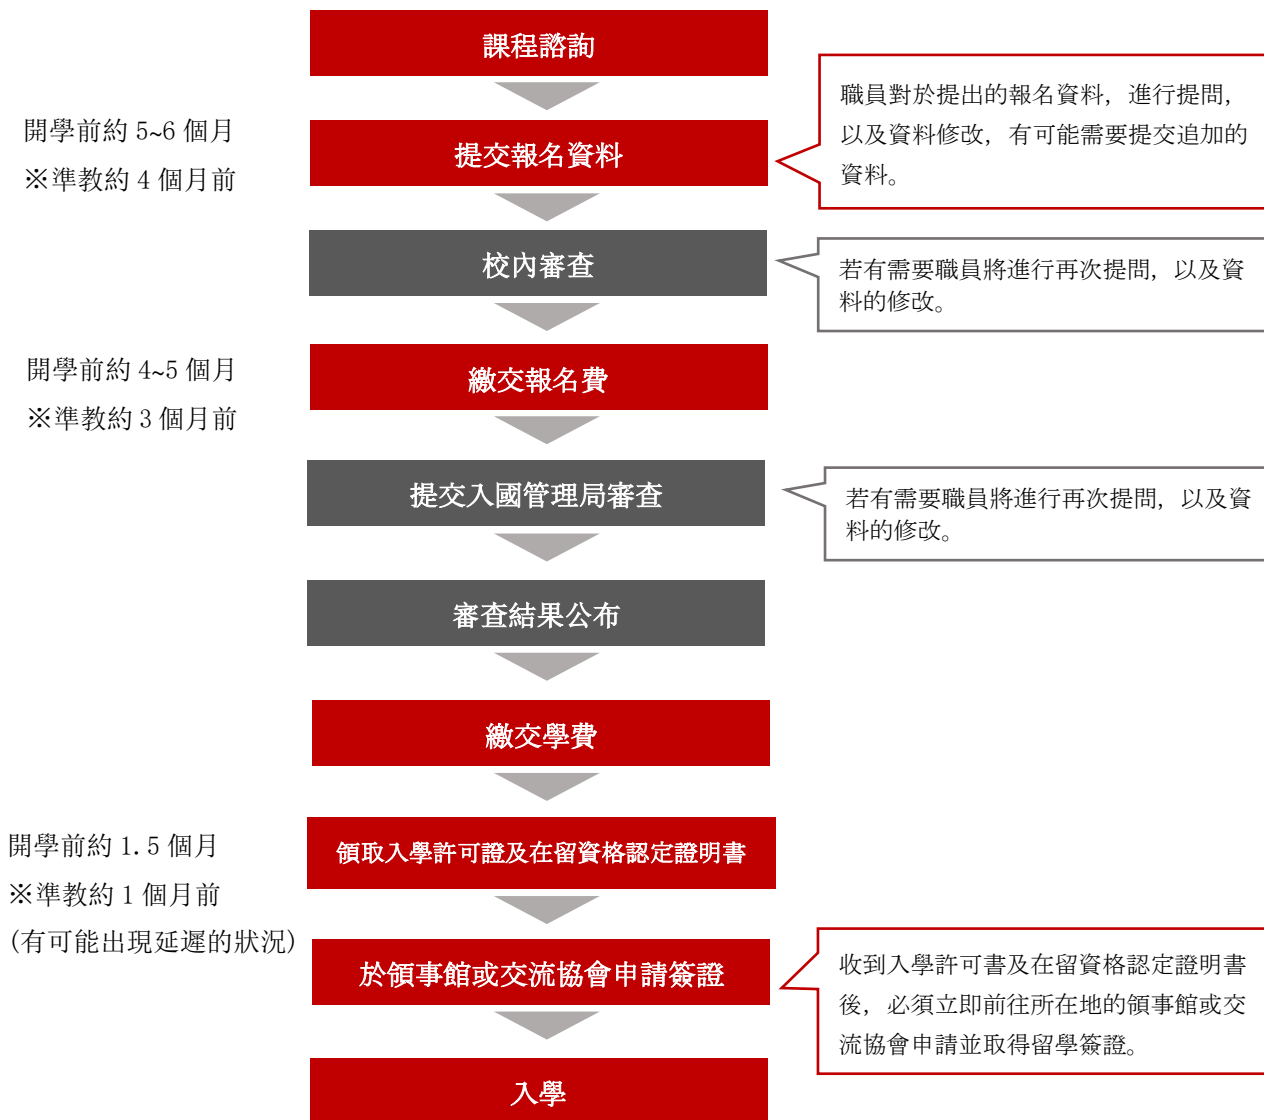 課程諮詢
職員對於提出的報名資料，進行提問，
以及資料修改，有可能需要提交追加的
資料。
開學前約 5~6 個月
※準教約 4 個月前
提交報名資料
校內審查
若有需要職員將進行再次提問，以及資
料的修改。
開學前約 4~5 個月
※準教約 3 個月前
繳交報名費
提交入國管理局審查
若有需要職員將進行再次提問，以及資
料的修改。
審查結果公布
繳交學費
開學前約 1.5 個月
※準教約 1 個月前
(有可能出現延遲的狀況)
領取入學許可證及在留資格認定證明書
於領事館或交流協會申請簽證
收到入學許可書及在留資格認定證明書
後，必須立即前往所在地的領事館或交
流協會申請並取得留學簽證。
入學